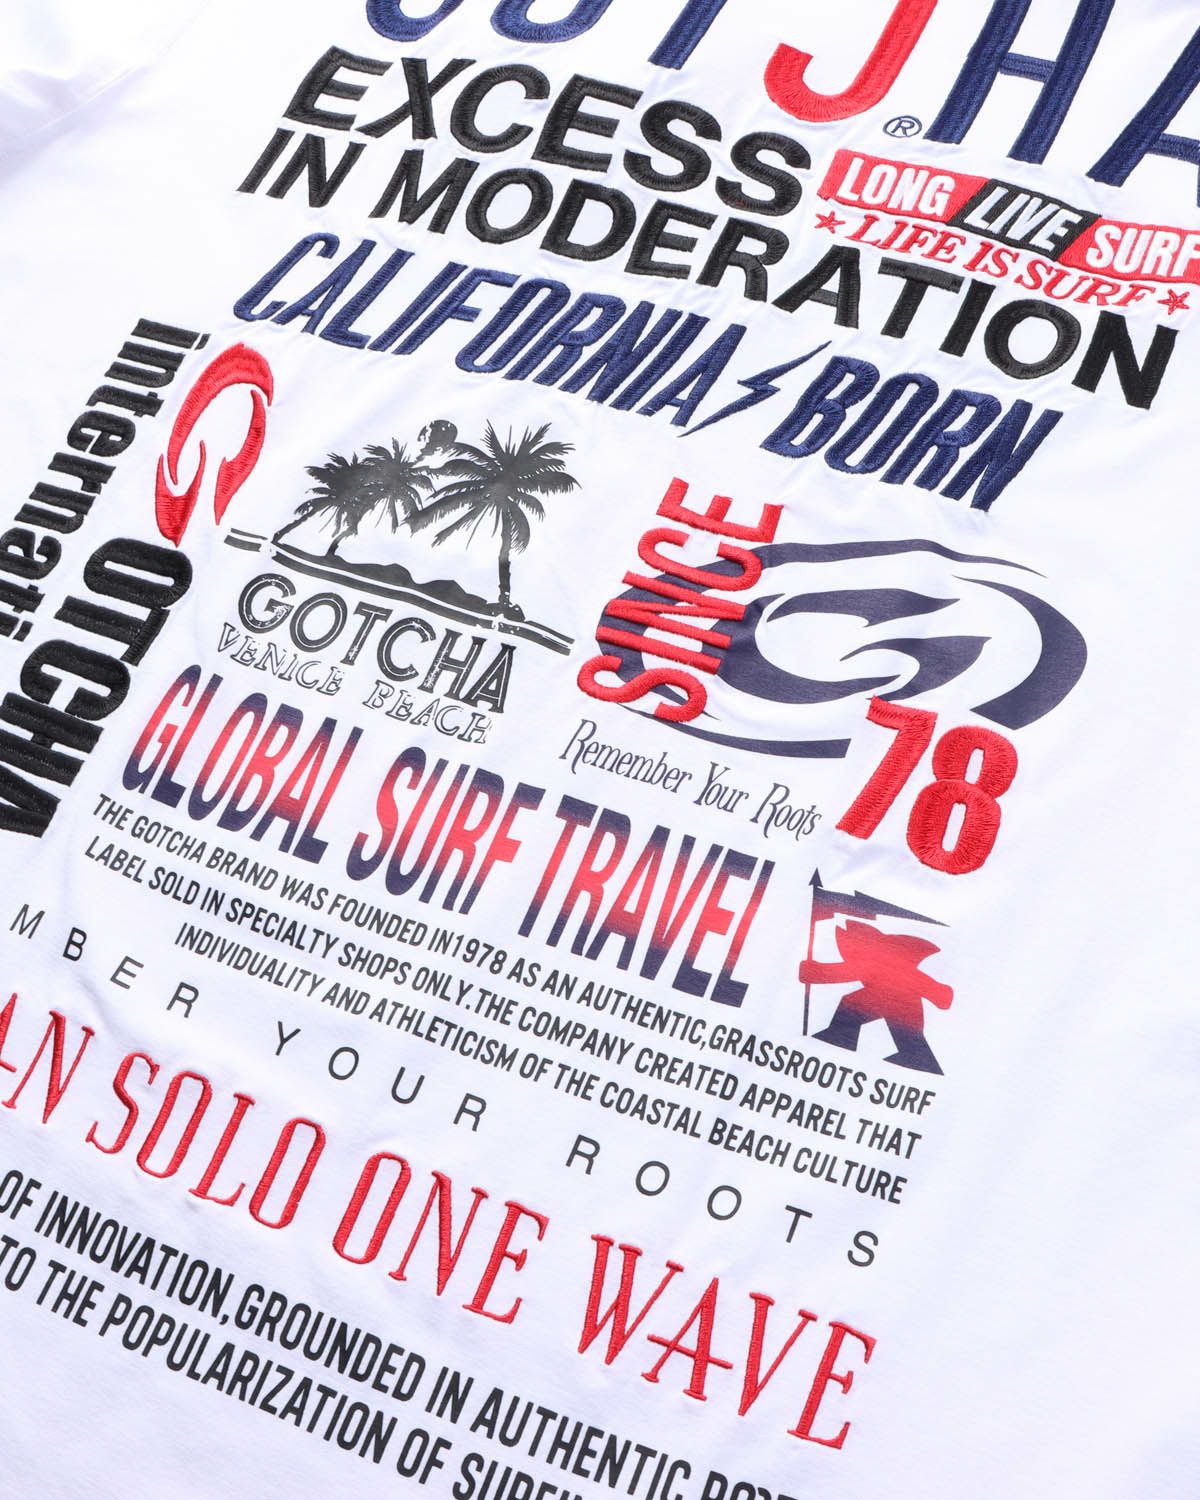 ®
EXCESS
IN MODERATION
LONG LIVE SURF
★LIFE IS SURF★
CALIFORNIA BORN
internati
GOTCHA
GOTCHA
VENICE BEACH
SINCE
78
Remember Your Roots
GLOBAL SURF TRAVEL
THE GOTCHA BRAND WAS FOUNDED IN1978 AS AN AUTHENTIC,GRASSROOTS SURF
LABEL SOLD IN SPECIALTY SHOPS ONLY.THE COMPANY CREATED APPAREL THAT
INDIVIDUALITY AND ATHLETICISM OF THE COASTAL BEACH CULTURE
MBER YOUR ROOTS
AN SOLO ONE WAVE
OF INNOVATION,GROUNDED IN AUTHENTIC
TO THE POPULARIZATION OF